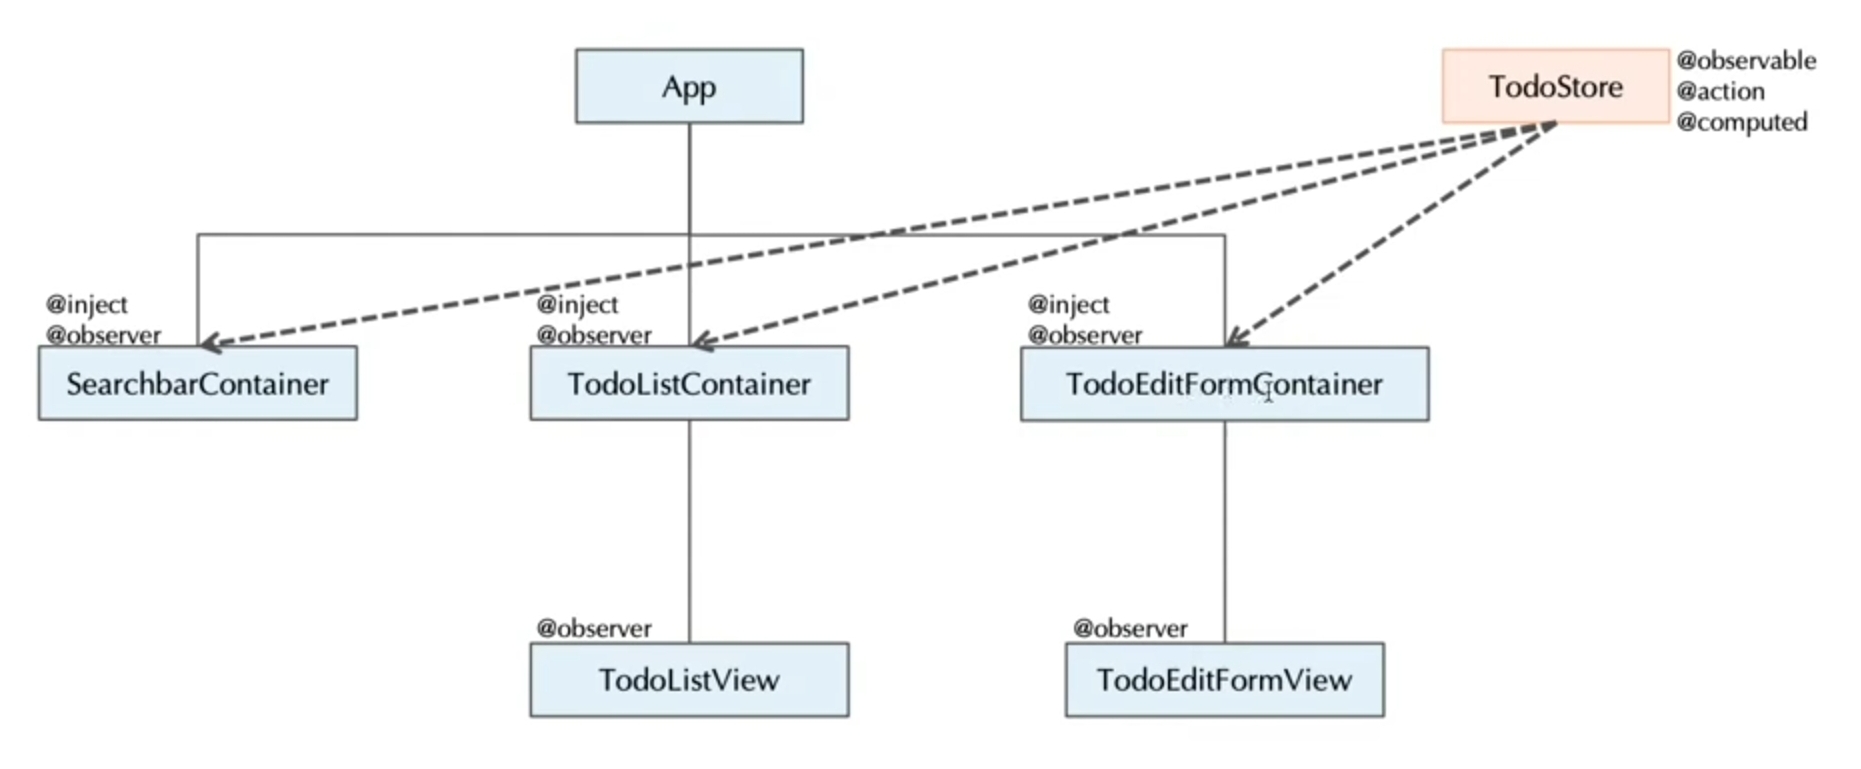 App
TodoStore
@observable
@action
@computed
@inject
@observer
SearchbarContainer
@inject
@observer
TodoListContainer
@inject
@observer
TodoEditFormContainer
@observer
TodoListView
@observer
TodoEditFormView